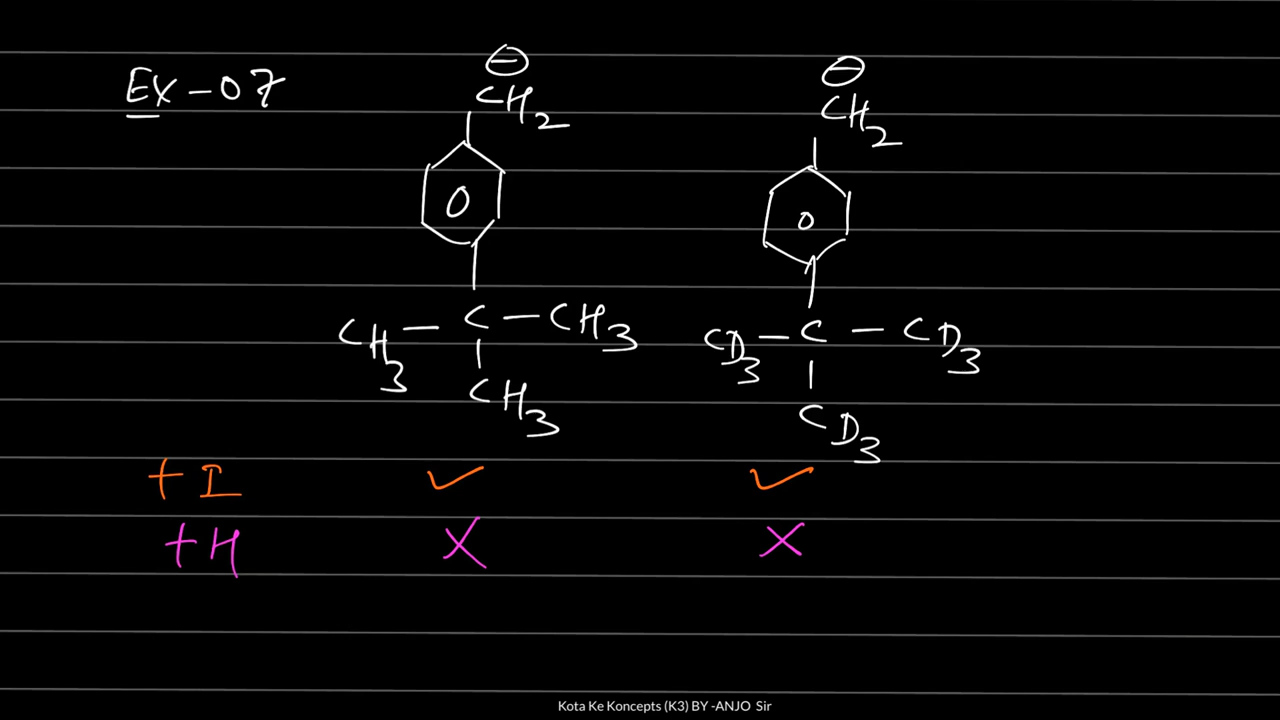 Ex-07
⊖ ⊖
CH2 CH2
CH3 - C - CH3 CD3 - C - CD3
CH3 CD3
+I ✓ ✓
+H X X
Kota Ke Koncepts (K3) BY -ANJO Sir